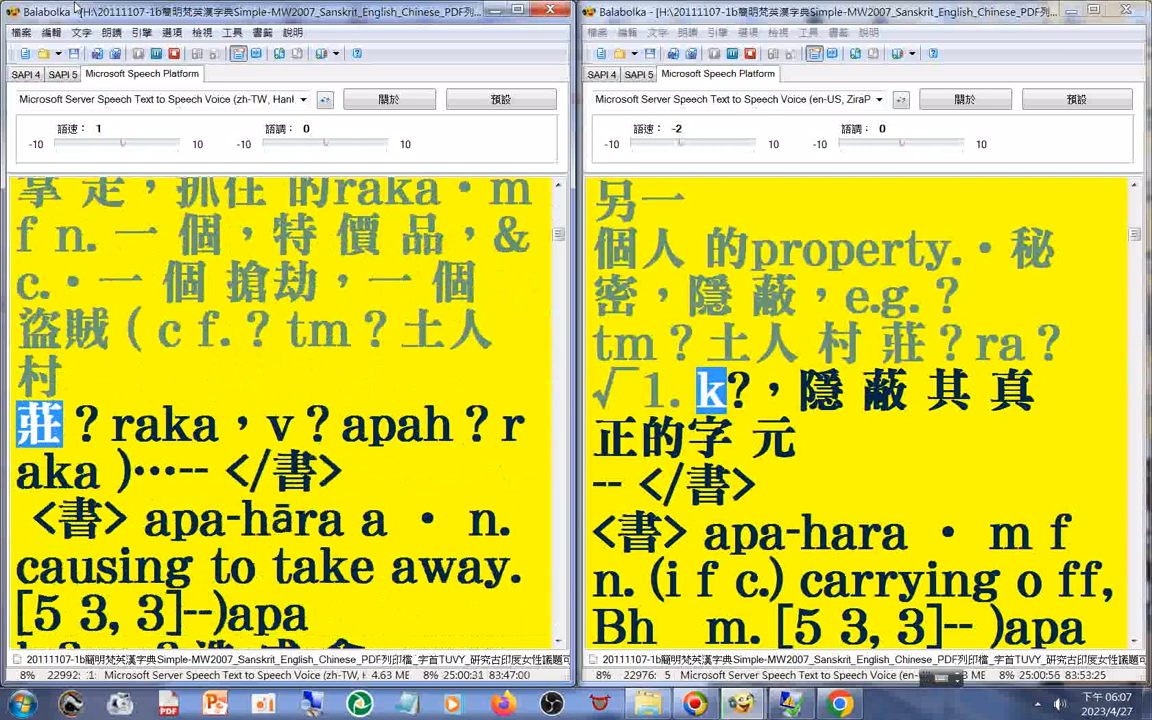 Balabolka - [H:\20111107-1b簡明梵英漢字典Simple-MW2007_Sanskrit_English_Chinese_PDF列...
檔案 編輯 文字 朗讀 引擎 選項 檢視 工具 書籤 說明
SAPI 4 SAPI 5 Microsoft Speech Platform
Microsoft Server Speech Text to Speech Voice (zh-TW, Hanl
關於 預設
語速： 1 語調： 0
-10 10 -10 10
拿 走，抓住 的raka・m
f n. 一 個，特 價 品，&
c.・一 個 搶劫，一 個
盜賊 ( c f.？tm？土人
村
莊 ？raka，v？apah？r
aka )…-- </書>
<書> apa-hāra a ・ n.
causing to take away.
[5 3, 3]--)apa
20111107-1b簡明梵英漢字典Simple-MW2007_Sanskrit_English_Chinese_PDF列印檔_字首TUVY_研究古印度女性議題可
8% 22992: 1: Microsoft Speech Text to Speech Voice (zh-TW, H 4.63 MB 8% 25:00:31 83:47:00
Balabolka - [H:\20111107-1b簡明梵英漢字典Simple-MW2007_Sanskrit_English_Chinese_PDF列...
檔案 編輯 文字 朗讀 引擎 選項 檢視 工具 書籤 說明
SAPI 4 SAPI 5 Microsoft Speech Platform
Microsoft Server Speech Text to Speech Voice (en-US, ZiraP
關於 預設
語速： -2 語調： 0
-10 10 -10 10
另一
個人 的property.・秘
密，隱 蔽，e.g.？
tm？土人 村 莊？ra？
√1. k?，隱 蔽 其 真
正的字 元
-- </書>
<書> apa-hara ・ m f
n. (i f c.) carrying o ff,
Bh m. [5 3, 3]-- )apa
20111107-1b簡明梵英漢字典Simple-MW2007_Sanskrit_English_Chinese_PDF列印檔_字首TUVY_研究古印度女性議題可
8% 22976: 5 Microsoft Server Speech Text to Speech Voice 8% 25:00:56 83:53:25
下午 06:07
2023/4/27